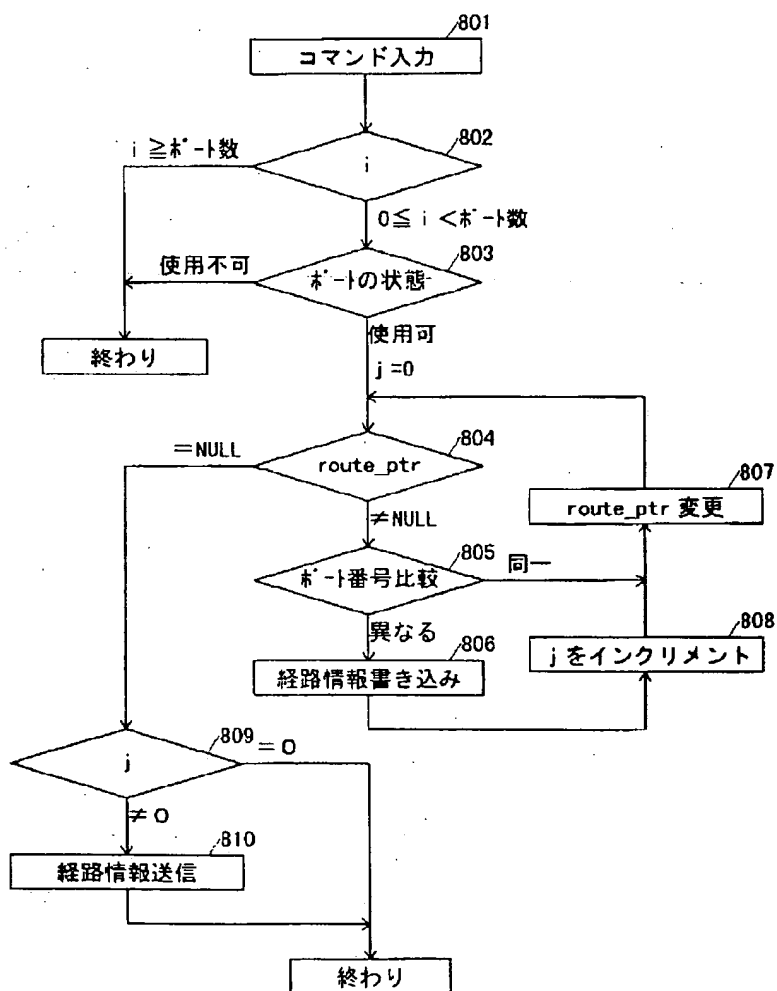 801
コマンド入力
802
i ≧ポート数
i
0≦ i <ポート数
803
使用不可
ポートの状態
使用可
終わり
j =0
804
=NULL
route_ptr
807
route_ptr 変更
≠NULL
805
ポート番号比較
同一
異なる
806
808
経路情報書き込み
jをインクリメント
809
j
= 0
≠ 0
810
経路情報送信
終わり